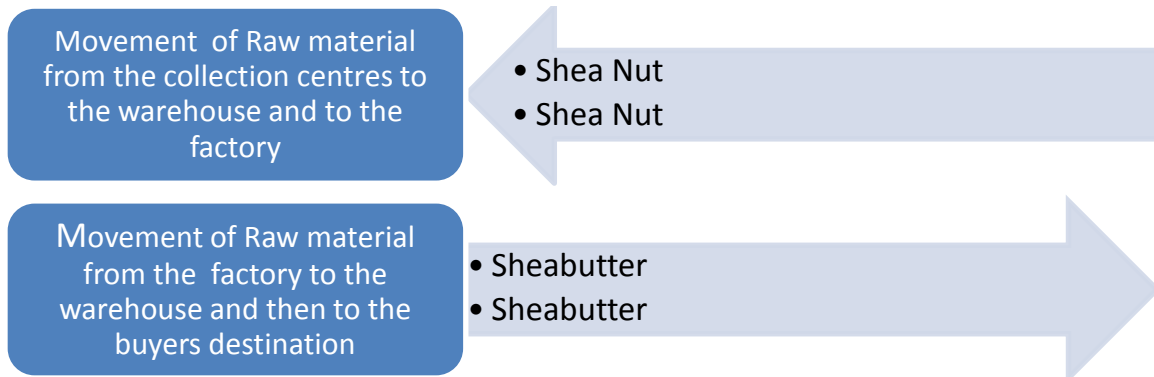 Movement of Raw material
from the collection centres to
the warehouse and to the
factory
• Shea Nut
• Shea Nut
Movement of Raw material
from the factory to the
warehouse and then to the
buyers destination
• Sheabutter
• Sheabutter